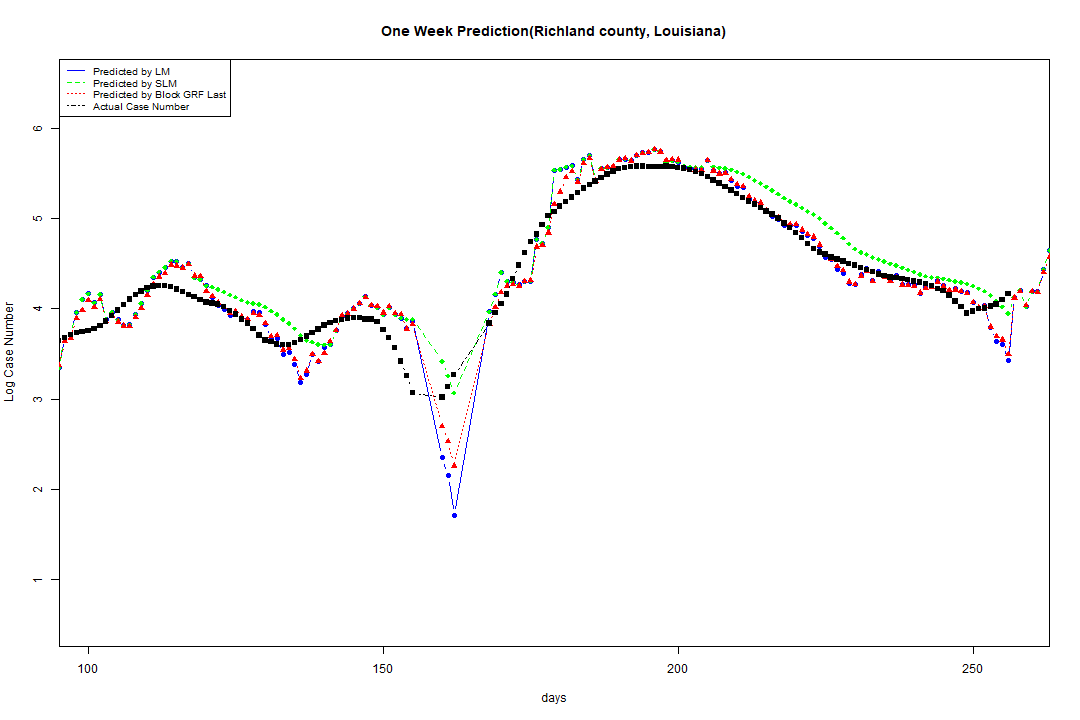 One Week Prediction(Richland county, Louisiana)
Predicted by LM
Predicted by SLM
Predicted by Block GRF Last
Actual Case Number
Log Case Number
6
5
4
3
2
1
100 150 200 250
days